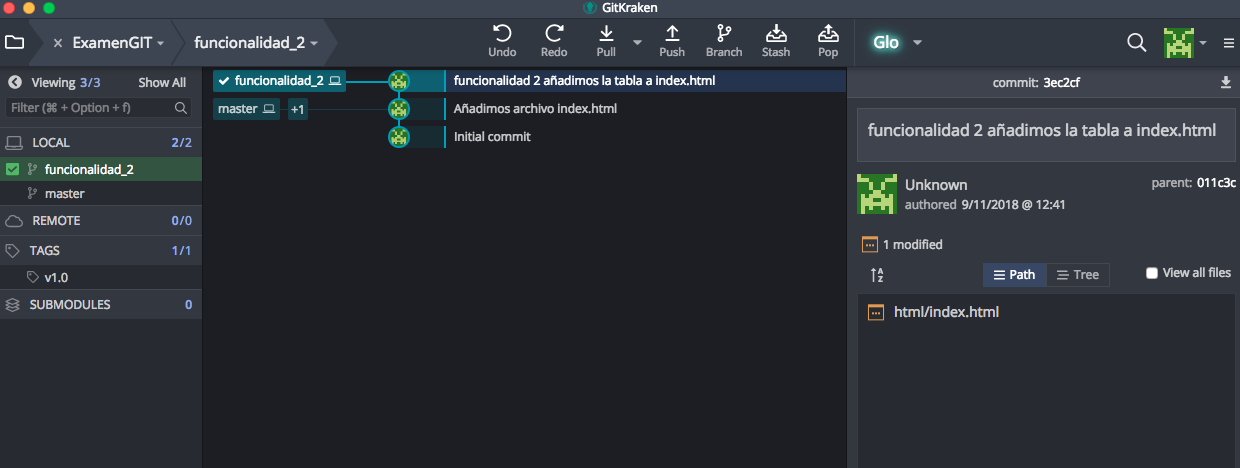 GitKraken
ExamenGIT
funcionalidad_2
Undo
Redo
Pull
Push
Branch
Stash
Pop
Glo
Viewing 3/3 Show All
Filter (⌘ + Option + f)
LOCAL 2/2
funcionalidad_2
master
REMOTE 0/0
TAGS 1/1
v1.0
SUBMODULES 0
funcionalidad_2 funcionalidad 2 añadimos la tabla a index.html
master +1 Añadimos archivo index.html
Initial commit
commit: 3ec2cf
funcionalidad 2 añadimos la tabla a index.html
Unknown
authored 9/11/2018 @ 12:41
parent: 011c3c
1 modified
A
Z
Path
Tree
View all files
html/index.html